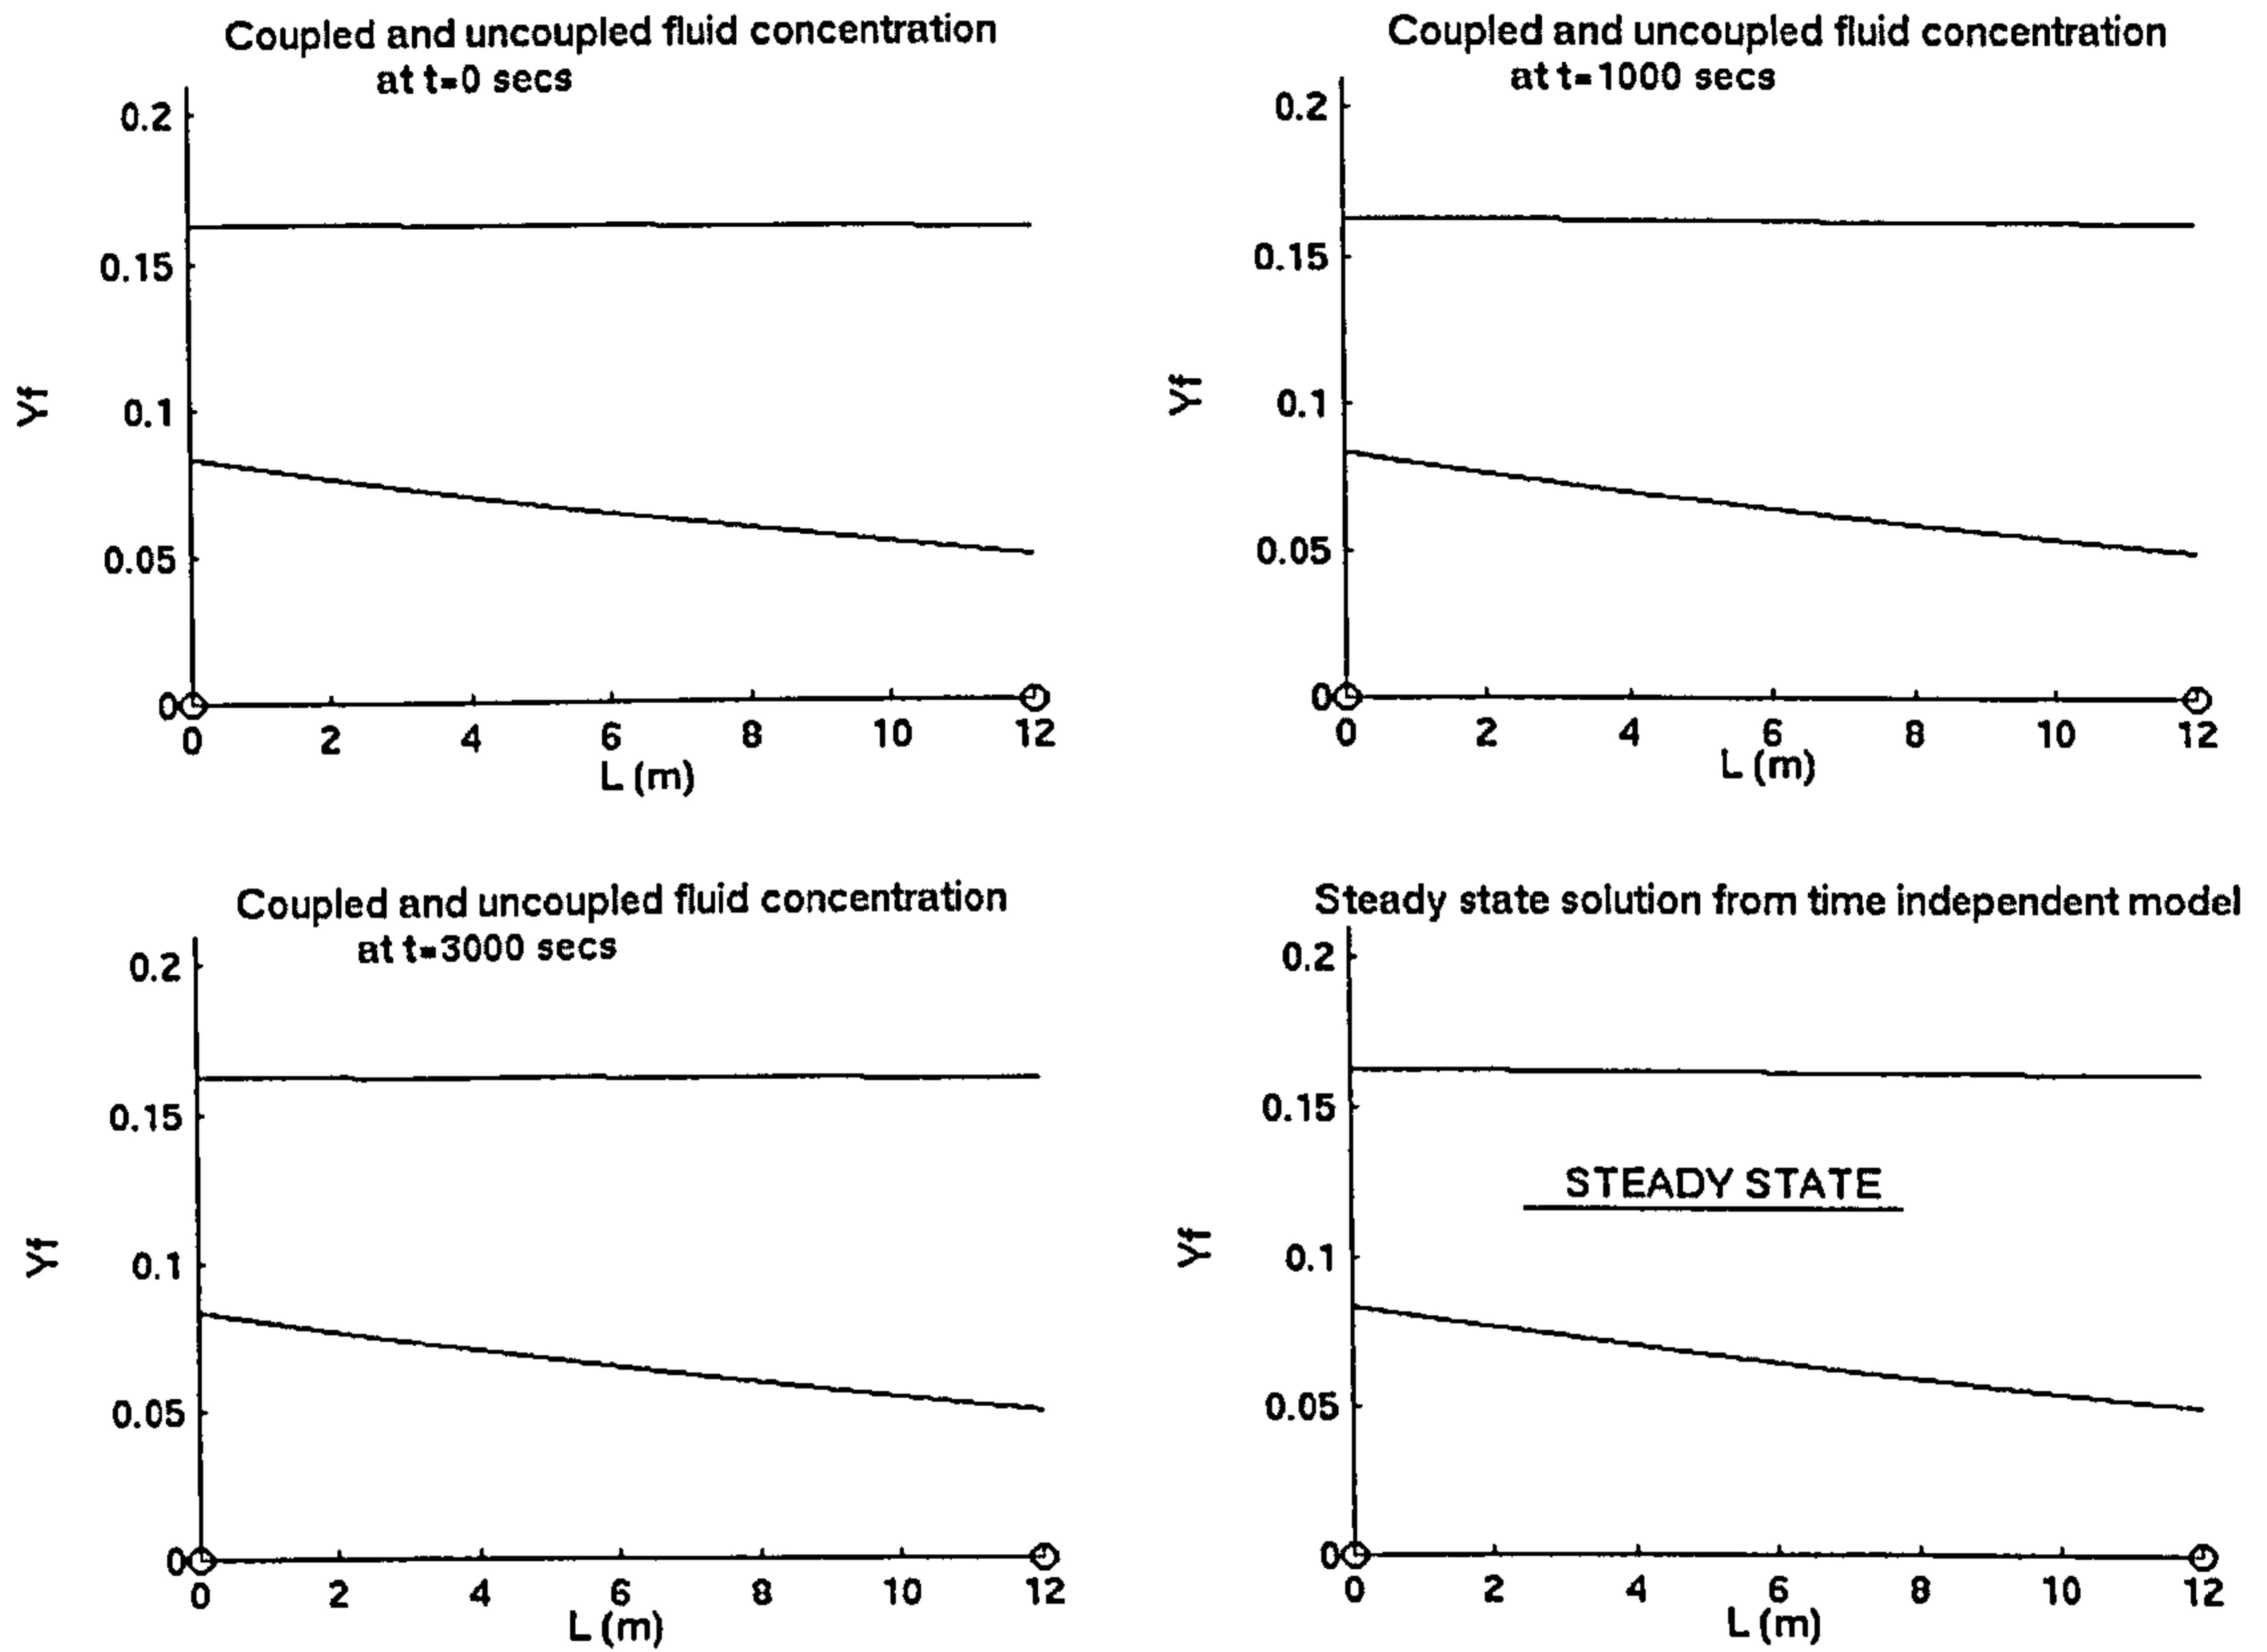 Coupled and uncoupled fluid concentration
at t=0 secs
0.2
0.15
0.1
0.05
0
Yf
0 2 4 6 8 10 12
L (m)
Coupled and uncoupled fluid concentration
at t=1000 secs
0.2
0.15
0.1
0.05
0
Yf
0 2 4 6 8 10 12
L (m)
Coupled and uncoupled fluid concentration
at t=3000 secs
0.2
0.15
0.1
0.05
0
Yf
0 2 4 6 8 10 12
L (m)
Steady state solution from time independent model
0.2
0.15
STEADY STATE
0.1
0.05
0
Yf
0 2 4 6 8 10 12
L (m)